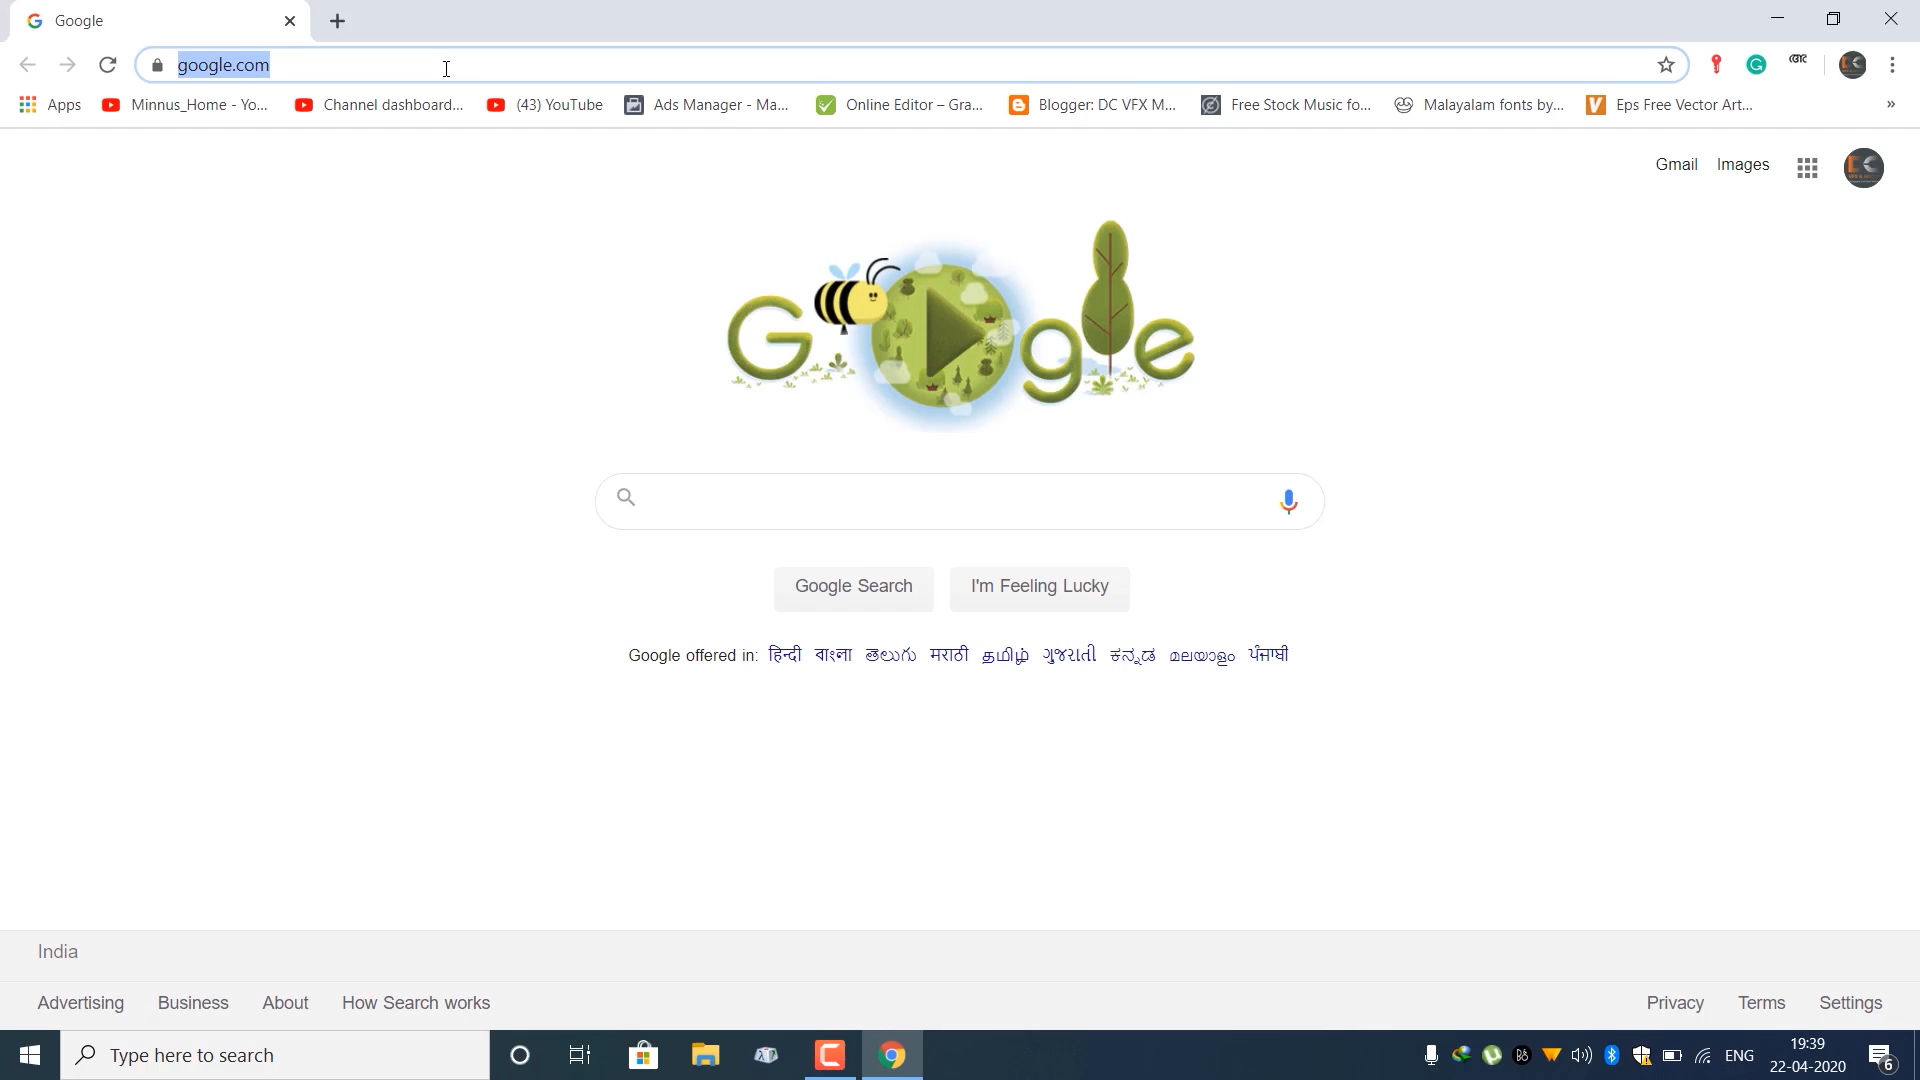 Google
google.com
Apps Minnus_Home - Yo... Channel dashboard... (43) YouTube Ads Manager - Ma... Online Editor – Gra... Blogger: DC VFX M... Free Stock Music fo... Malayalam fonts by... Eps Free Vector Art... »
Gmail Images
Google
Google Search I'm Feeling Lucky
Google offered in: हिन्दी বাংলা తెలుగు मराठी தமிழ் ગુજરાતી ಕನ್ನಡ മലയാളം ਪੰਜਾਬੀ
India
Advertising Business About How Search works Privacy Terms Settings
Type here to search ENG 19:39
22-04-2020 6